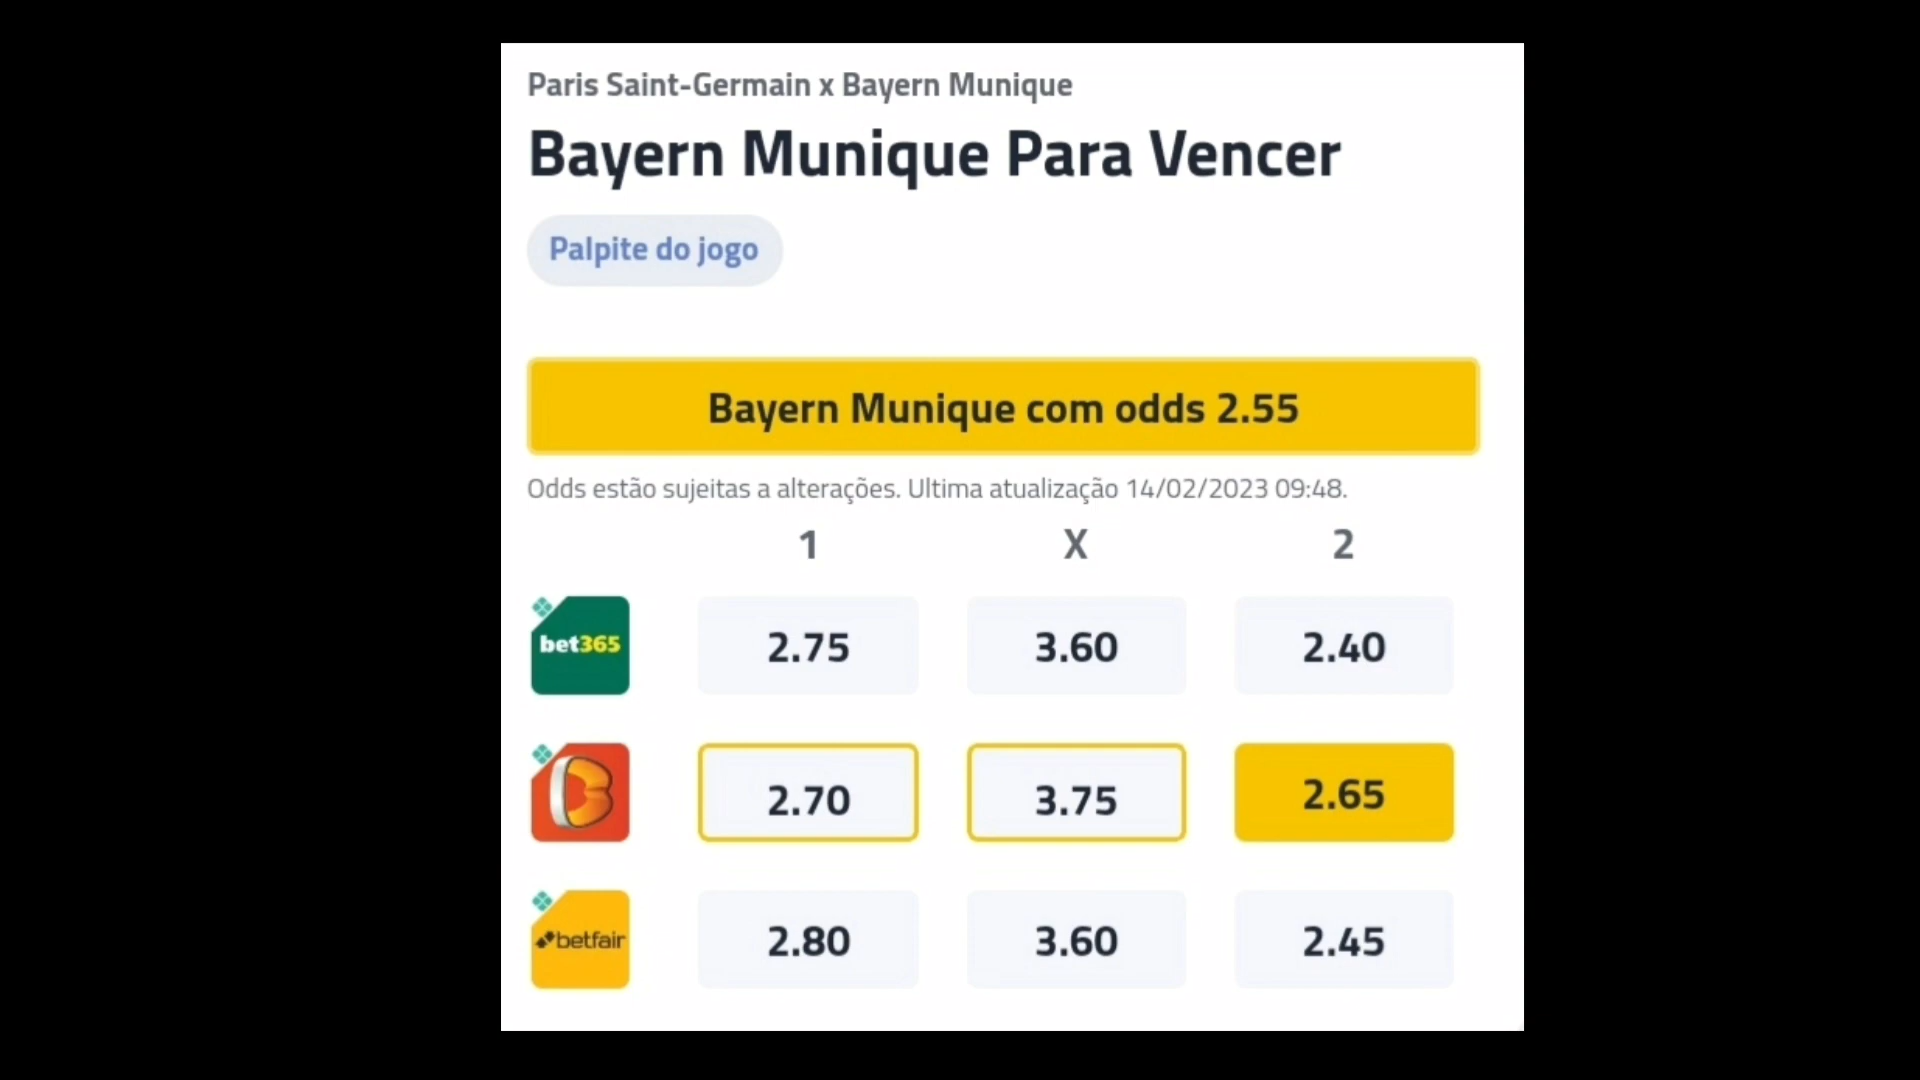 Paris Saint-Germain x Bayern Munique
Bayern Munique Para Vencer
Palpite do jogo
Bayern Munique com odds 2.55
Odds estão sujeitas a alterações. Ultima atualização 14/02/2023 09:48.
1 X 2
bet365 2.75 3.60 2.40
2.70 3.75 2.65
betfair 2.80 3.60 2.45